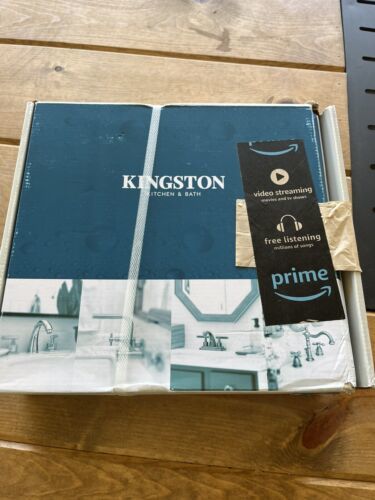 KINGSTON
KITCHEN & BATH
video streaming
movies and tv shows
free listening
millions of songs
prime